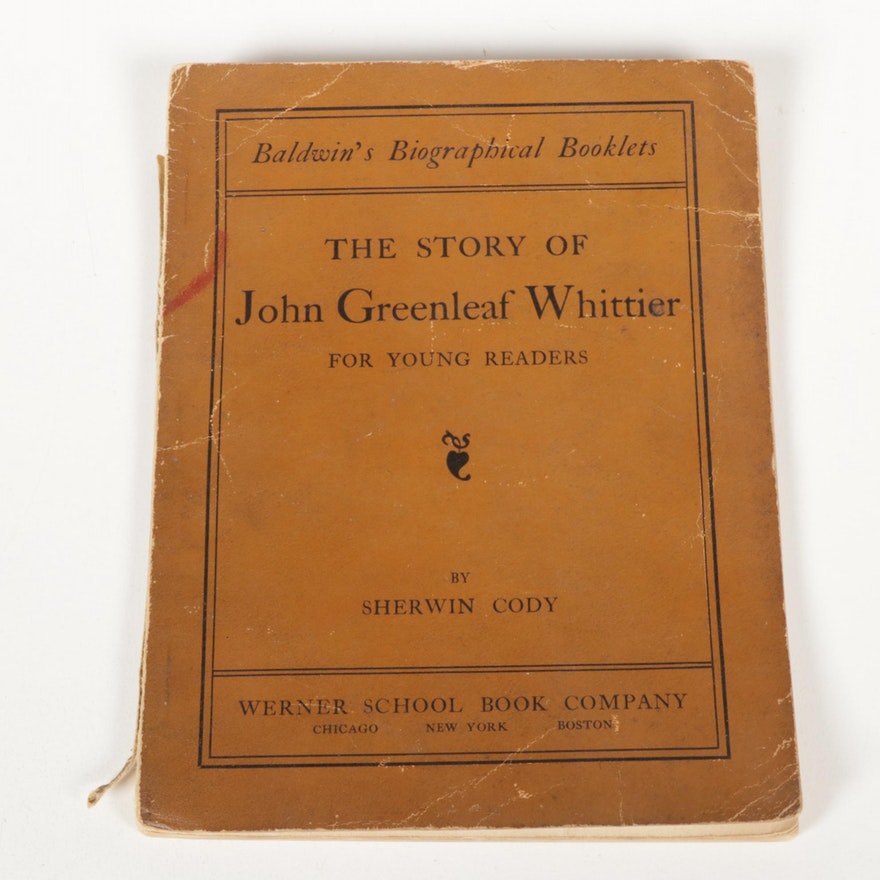 Baldwin's Biographical Booklets
THE STORY OF
John Greenleaf Whittier
FOR YOUNG READERS
BY
SHERWIN CODY
WERNER SCHOOL BOOK COMPANY
CHICAGO NEW YORK BOSTON